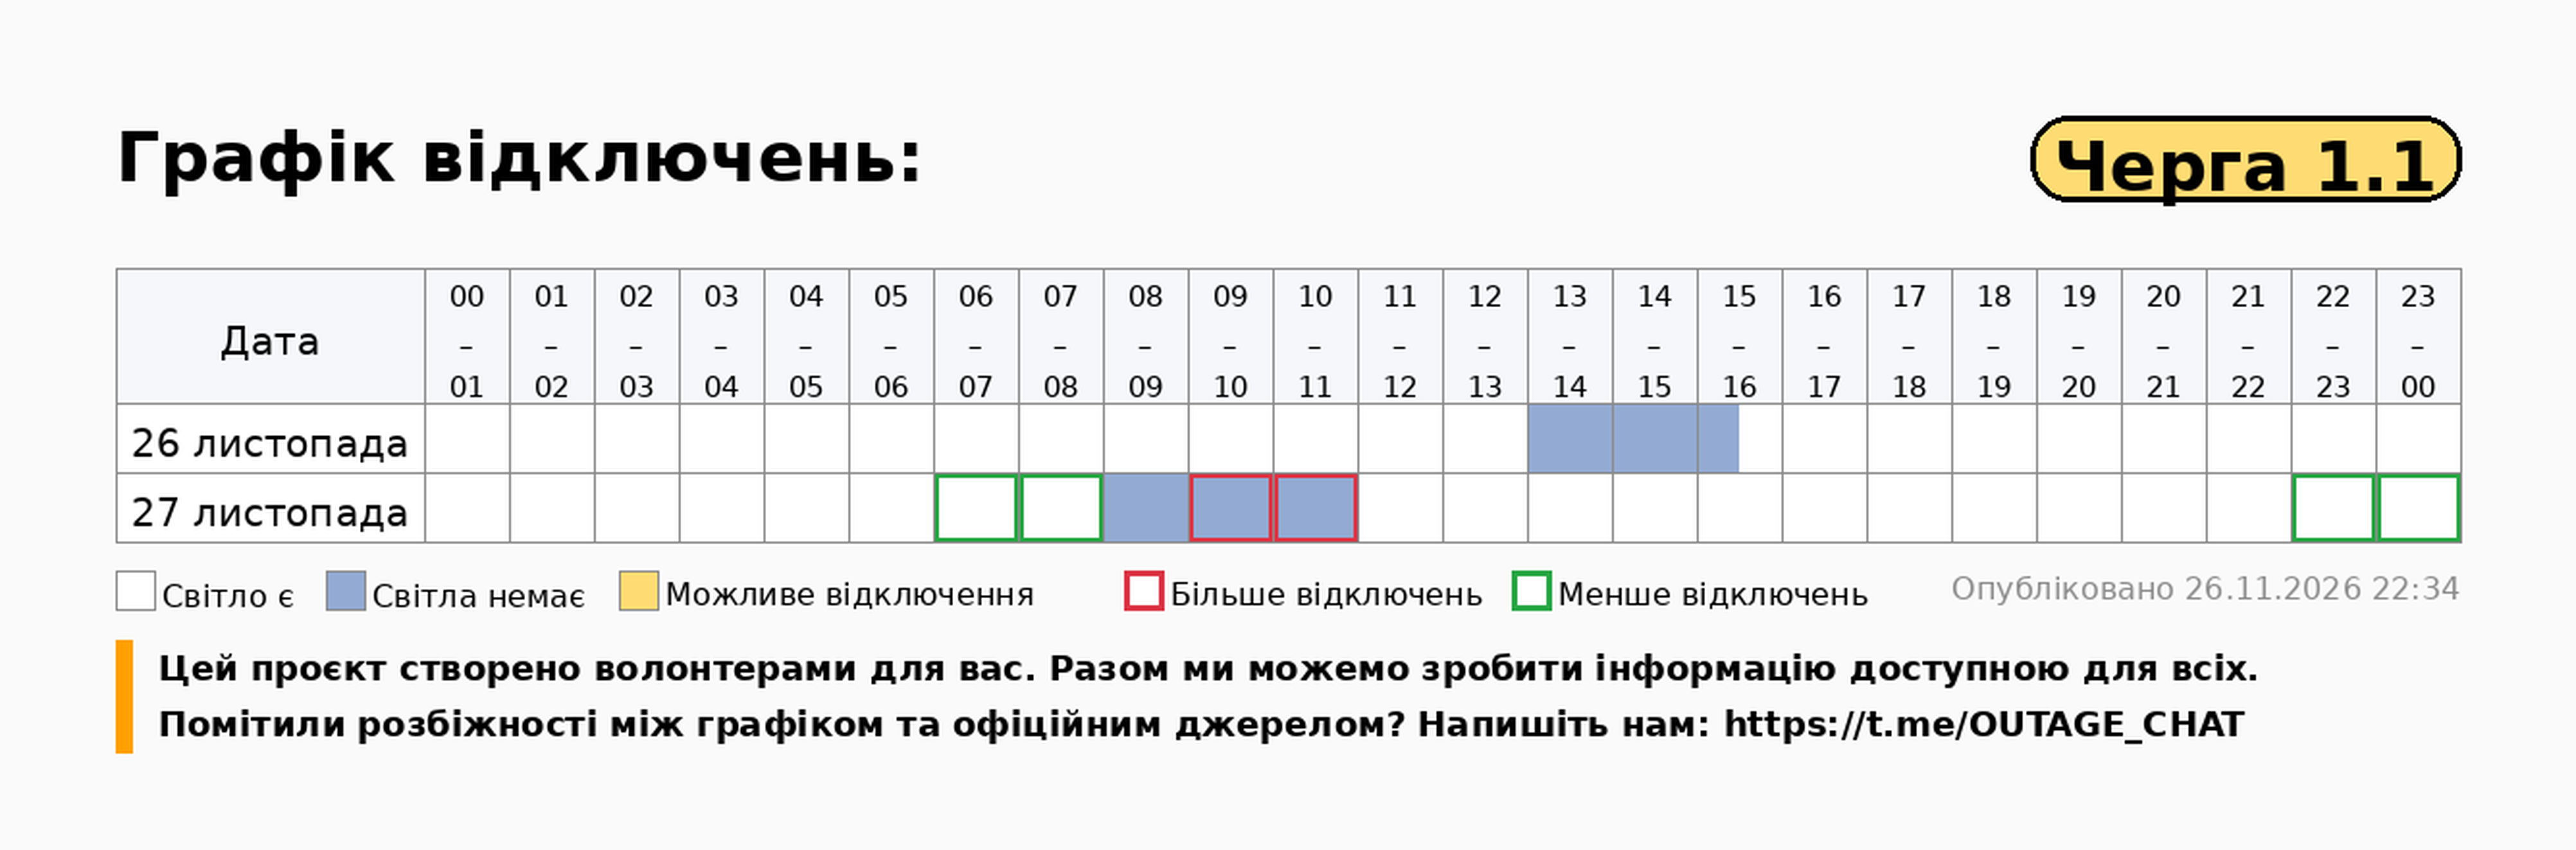 Графік відключень:
Черга 1.1
Дата 00 – 01 01 – 02 02 – 03 03 – 04 04 – 05 05 – 06 06 – 07 07 – 08 08 – 09 09 – 10 10 – 11 11 – 12 12 – 13 13 – 14 14 – 15 15 – 16 16 – 17 17 – 18 18 – 19 19 – 20 20 – 21 21 – 22 22 – 23 23 – 00
26 листопада
27 листопада
Світло є Світла немає Можливе відключення Більше відключень Менше відключень Опубліковано 26.11.2026 22:34
Цей проєкт створено волонтерами для вас. Разом ми можемо зробити інформацію доступною для всіх.
Помітили розбіжності між графіком та офіційним джерелом? Напишіть нам: https://t.me/OUTAGE_CHAT